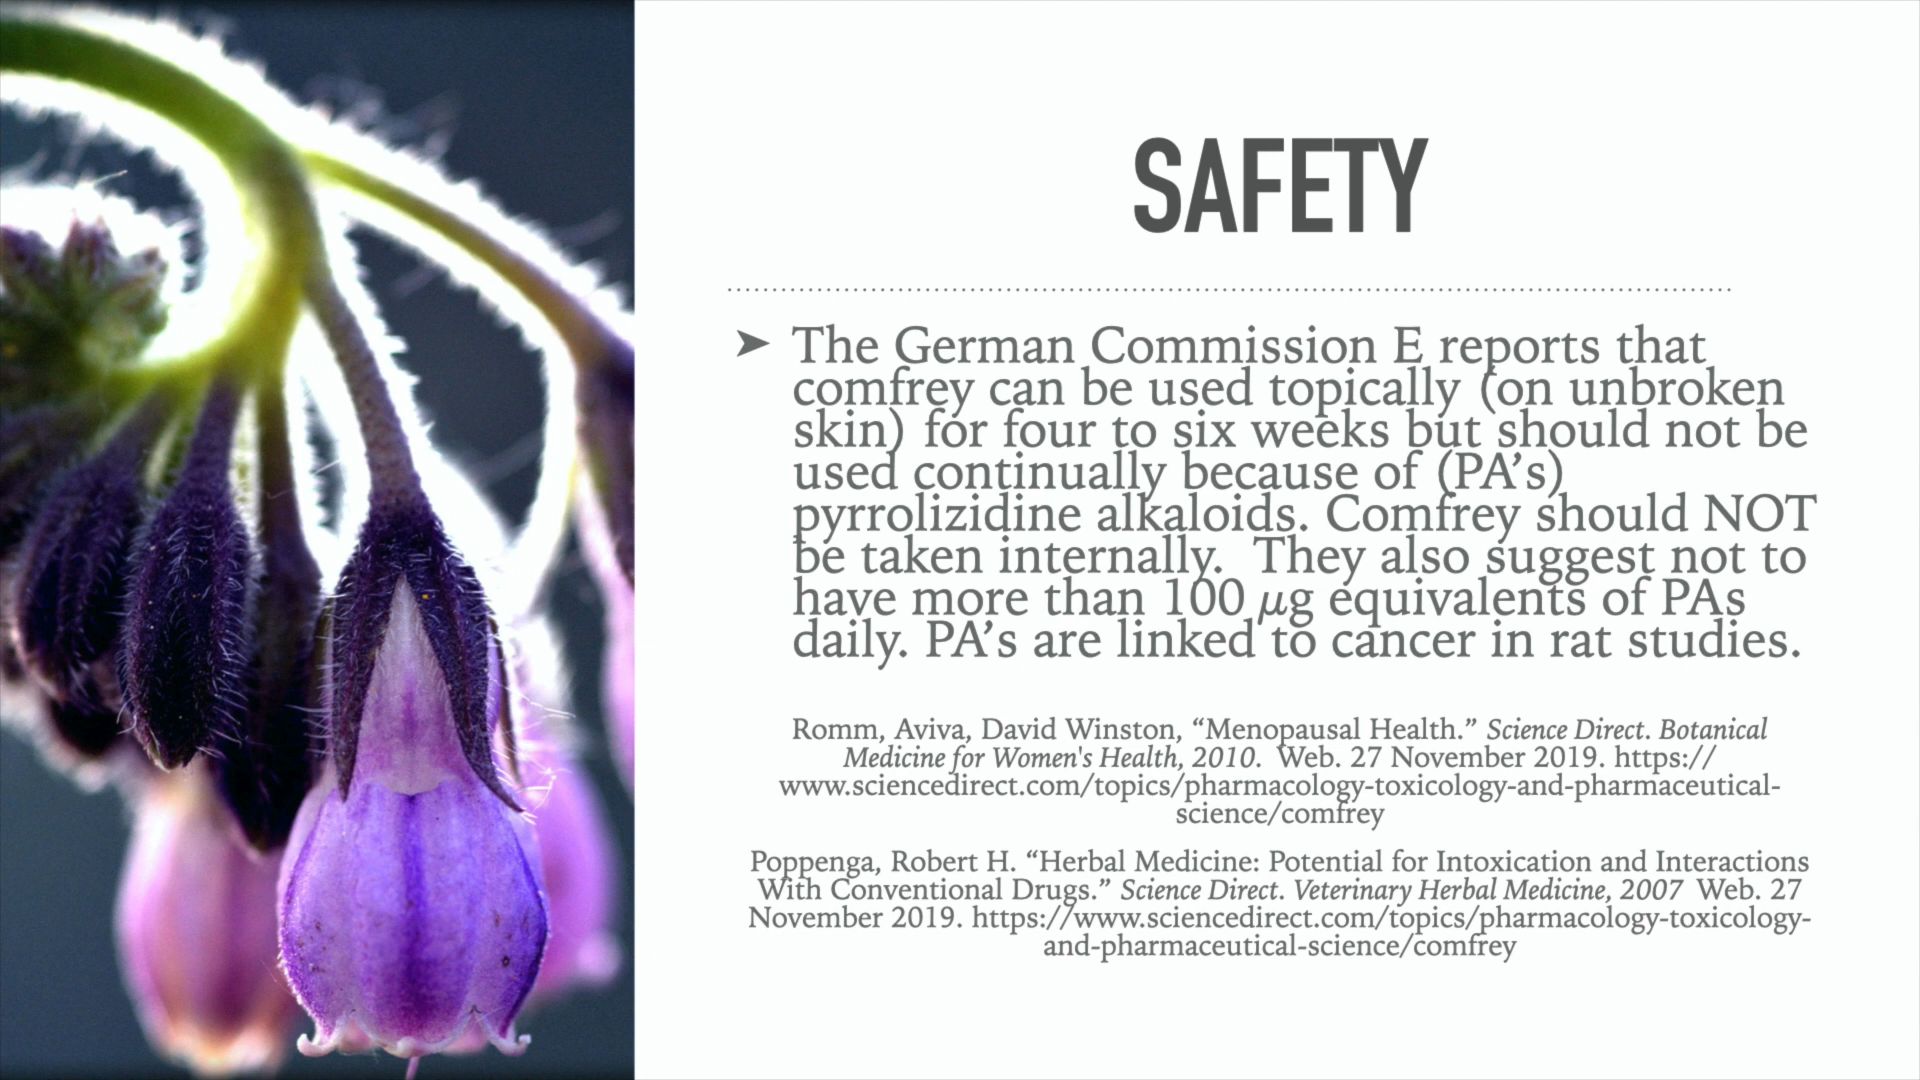 SAFETY
➤ The German Commission E reports that
comfrey can be used topically (on unbroken
skin) for four to six weeks but should not be
used continually because of (PA’s)
pyrrolizidine alkaloids. Comfrey should NOT
be taken internally.  They also suggest not to
have more than 100 µg equivalents of PAs
daily. PA’s are linked to cancer in rat studies.
Romm, Aviva, David Winston, “Menopausal Health.” Science Direct. Botanical
Medicine for Women's Health, 2010.  Web. 27 November 2019. https://
www.sciencedirect.com/topics/pharmacology-toxicology-and-pharmaceutical-
science/comfrey
Poppenga, Robert H. “Herbal Medicine: Potential for Intoxication and Interactions
With Conventional Drugs.” Science Direct. Veterinary Herbal Medicine, 2007  Web. 27
November 2019. https://www.sciencedirect.com/topics/pharmacology-toxicology-
and-pharmaceutical-science/comfrey